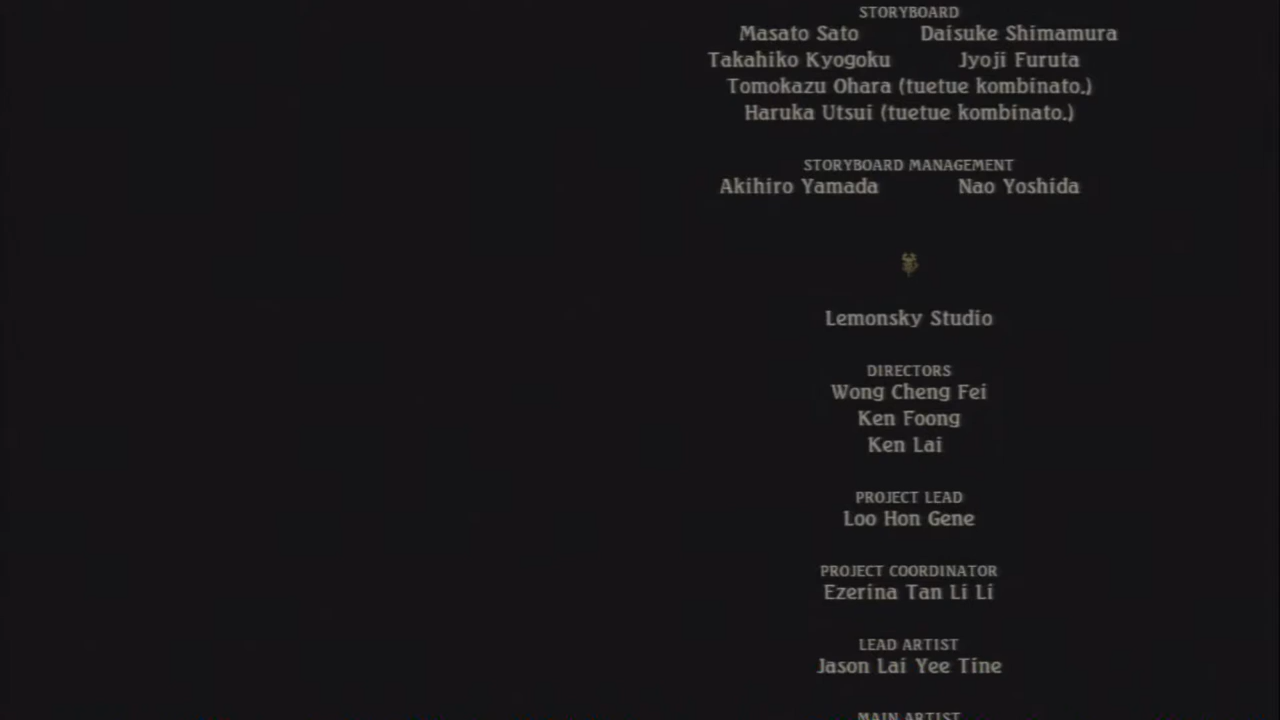 STORYBOARD
Masato Sato Daisuke Shimamura
Takahiko Kyogoku Jyoji Furuta
Tomokazu Ohara (tuetue kombinato.)
Haruka Utsui (tuetue kombinato.)
STORYBOARD MANAGEMENT
Akihiro Yamada Nao Yoshida
Lemonsky Studio
DIRECTORS
Wong Cheng Fei
Ken Foong
Ken Lai
PROJECT LEAD
Loo Hon Gene
PROJECT COORDINATOR
Ezerina Tan Li Li
LEAD ARTIST
Jason Lai Yee Tine
MAIN ARTIST